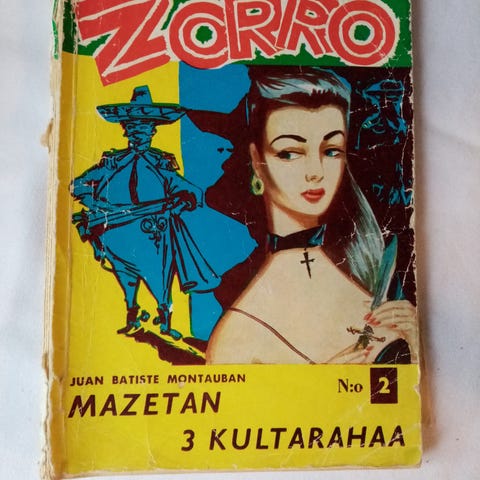 ZORRO
JUAN BATISTE MONTAUBAN
N:o 2
MAZETAN
3 KULTARAHAA